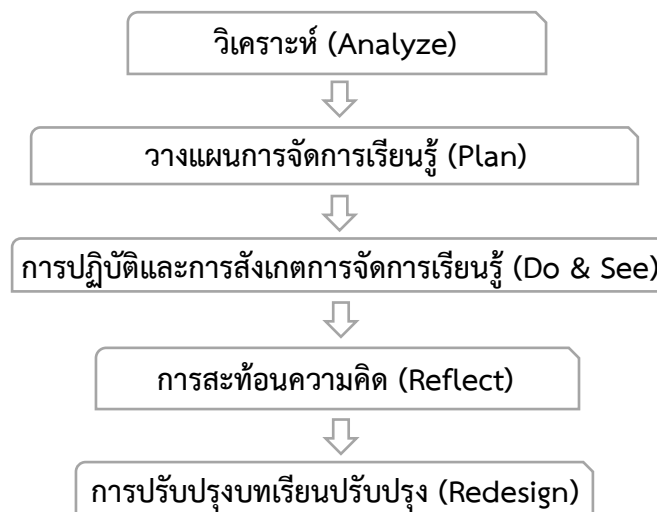 วิเคราะห์ (Analyze)
วางแผนการจัดการเรียนรู้ (Plan)
การปฏิบัติและการสังเกตการจัดการเรียนรู้ (Do & See)
การสะท้อนความคิด (Reflect)
การปรับปรุงบทเรียนปรับปรุง (Redesign)